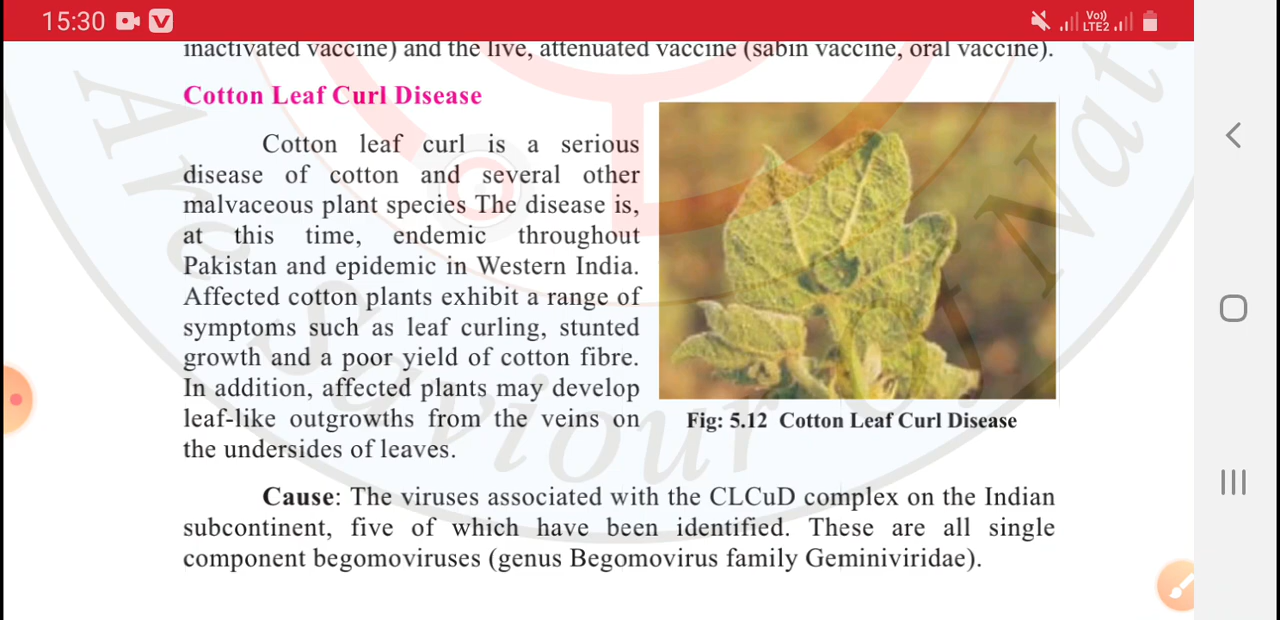 15:30
Vo))
LTE2
inactivated vaccine) and the live, attenuated vaccine (sabin vaccine, oral vaccine).
Cotton Leaf Curl Disease
Cotton leaf curl is a serious
disease of cotton and several other
malvaceous plant species The disease is,
at this time, endemic throughout
Pakistan and epidemic in Western India.
Affected cotton plants exhibit a range of
symptoms such as leaf curling, stunted
growth and a poor yield of cotton fibre.
In addition, affected plants may develop
leaf-like outgrowths from the veins on
the undersides of leaves.
Fig: 5.12 Cotton Leaf Curl Disease
Cause: The viruses associated with the CLCuD complex on the Indian
subcontinent, five of which have been identified. These are all single
component begomoviruses (genus Begomovirus family Geminiviridae).
Are Saviour